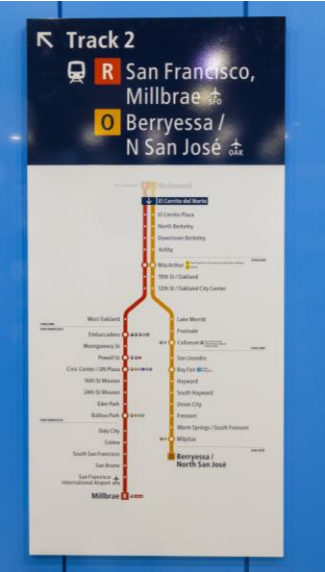 Track 2
R San Francisco,
Millbrae SFO
O Berryessa /
N San José OAK
Richmond
El Cerrito del Norte
El Cerrito Plaza
North Berkeley
Downtown Berkeley
Ashby
MacArthur
19th St / Oakland
12th St / Oakland City Center
West Oakland
Embarcadero
Montgomery St
Powell St
Civic Center / UN Plaza
16th St Mission
24th St Mission
Glen Park
Balboa Park
Daly City
Colma
South San Francisco
San Bruno
San Francisco
International Airport
Millbrae R
Lake Merritt
Fruitvale
Coliseum
San Leandro
Bay Fair
Hayward
South Hayward
Union City
Fremont
Warm Springs / South Fremont
Milpitas
Berryessa /
North San José